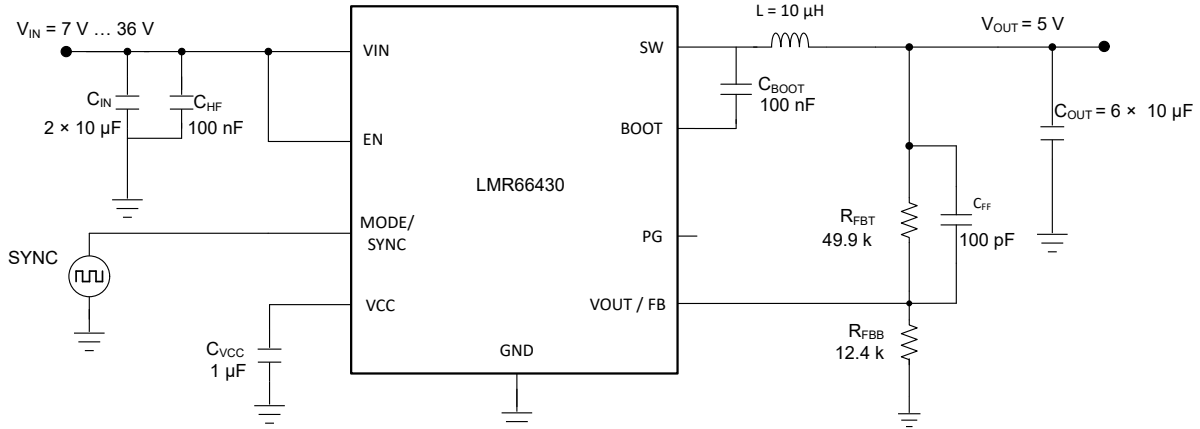 V_IN = 7 V ... 36 V
C_IN
2 × 10 µF
C_HF
100 nF
SYNC
C_VCC
1 µF
VIN
EN
MODE/
SYNC
VCC
LMR66430
GND
SW
BOOT
PG
VOUT / FB
L = 10 µH
C_BOOT
100 nF
V_OUT = 5 V
C_OUT = 6 × 10 µF
R_FBT
49.9 k
C_FF
100 pF
R_FBB
12.4 k